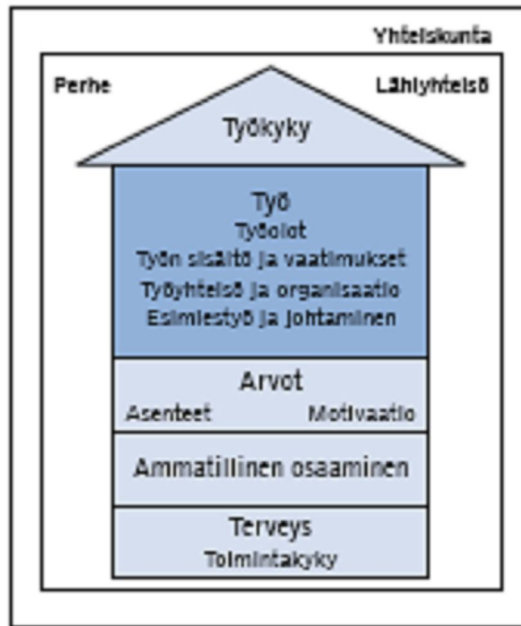 Yhteiskunta
Perhe Lähiyhteisö
Työkyky
Työ
Työolot
Työn sisältö ja vaatimukset
Työyhteisö ja organisaatio
Esimiestyö ja johtaminen
Arvot
Asenteet Motivaatio
Ammatillinen osaaminen
Terveys
Toimintakyky